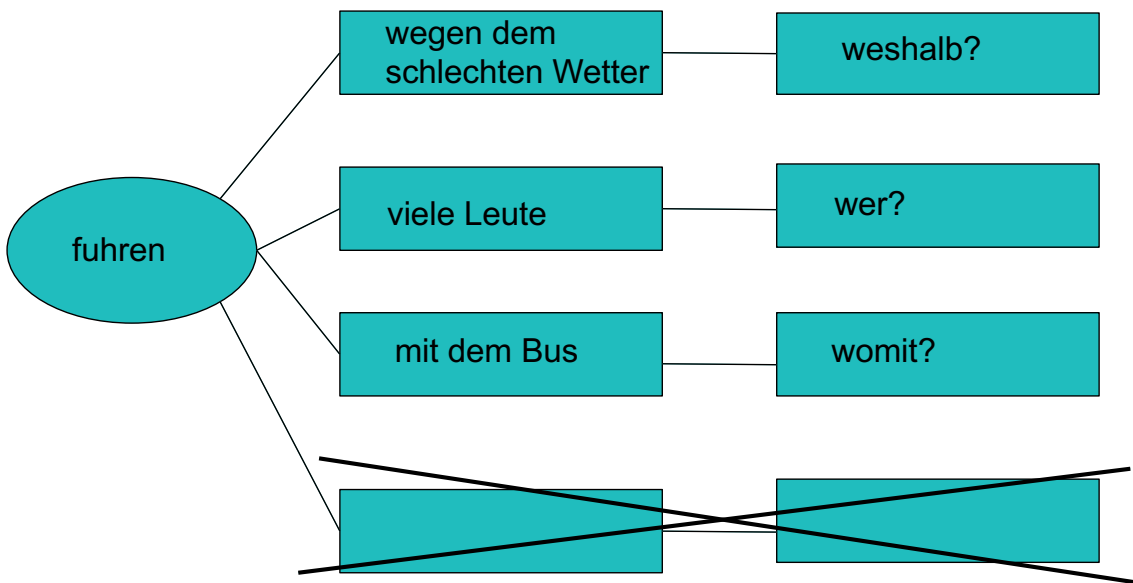 wegen dem
schlechten Wetter
weshalb?
viele Leute
wer?
fuhren
mit dem Bus
womit?